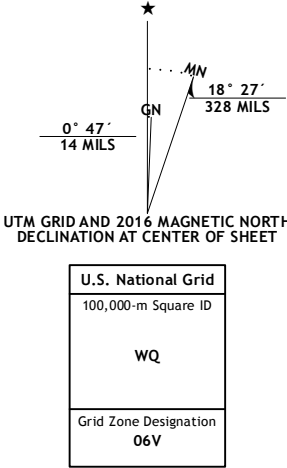 ★
MN
18° 27´
328 MILS
GN
0° 47´
14 MILS
UTM GRID AND 2016 MAGNETIC NORTH
DECLINATION AT CENTER OF SHEET
U.S. National Grid
100,000-m Square ID
WQ
Grid Zone Designation
06V